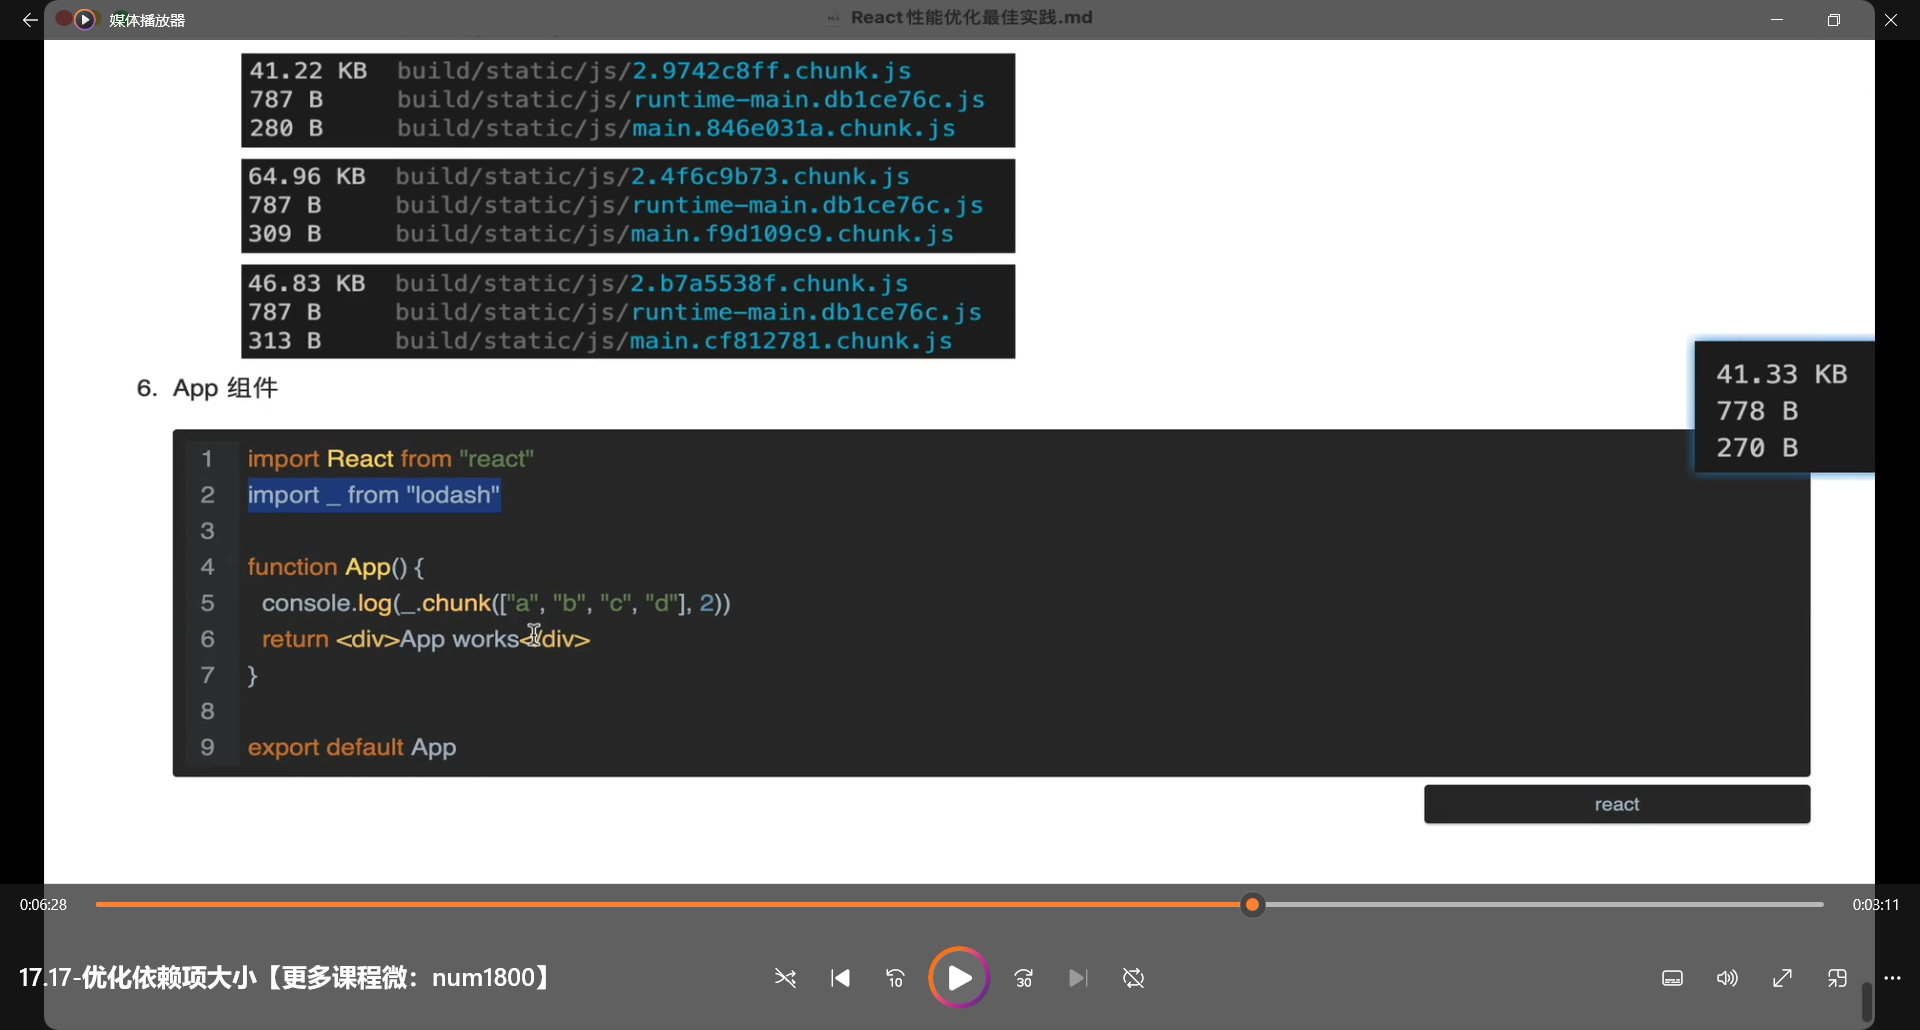 媒体播放器
React性能优化最佳实践.md
41.22 KB build/static/js/2.9742c8ff.chunk.js
787 B build/static/js/runtime-main.db1ce76c.js
280 B build/static/js/main.846e031a.chunk.js
64.96 KB build/static/js/2.4f6c9b73.chunk.js
787 B build/static/js/runtime-main.db1ce76c.js
309 B build/static/js/main.f9d109c9.chunk.js
46.83 KB build/static/js/2.b7a5538f.chunk.js
787 B build/static/js/runtime-main.db1ce76c.js
313 B build/static/js/main.cf812781.chunk.js
41.33 KB
778 B
270 B
6. App 组件
1 import React from "react"
2 import _ from "lodash"
3
4 function App() {
5 console.log(_.chunk(["a", "b", "c", "d"], 2))
6 return <div>App works</div>
7 }
8
9 export default App
react
0:06:28
0:03:11
17.17-优化依赖项大小【更多课程微：num1800】
10
30